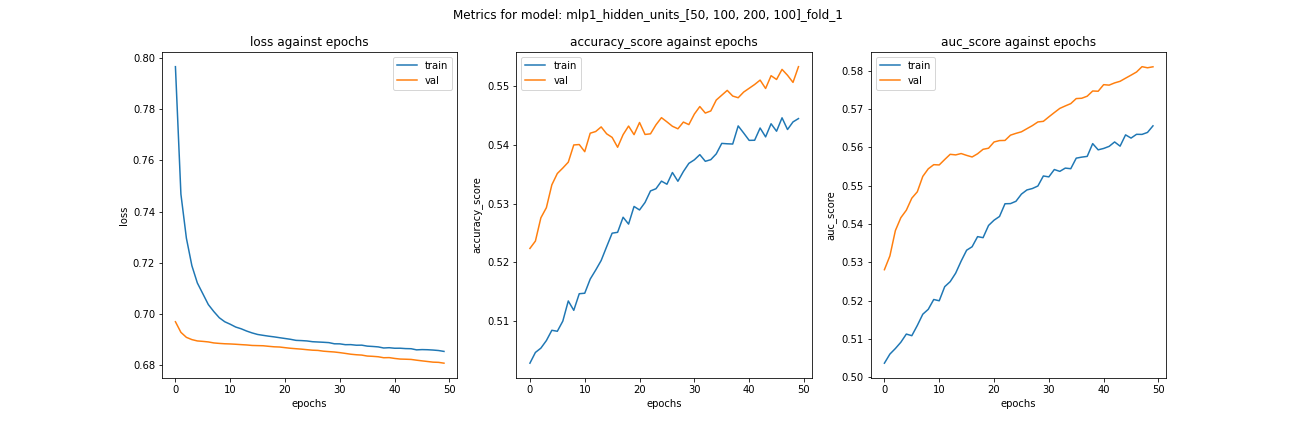 Metrics for model: mlp1_hidden_units_[50, 100, 200, 100]_fold_1
loss against epochs
train
val
0.80
0.78
0.76
0.74
0.72
0.70
0.68
loss
0
10
20
30
40
50
epochs
accuracy_score against epochs
train
val
0.55
0.54
0.53
0.52
0.51
accuracy_score
0
10
20
30
40
50
epochs
auc_score against epochs
train
val
0.58
0.57
0.56
0.55
0.54
0.53
0.52
0.51
0.50
auc_score
0
10
20
30
40
50
epochs